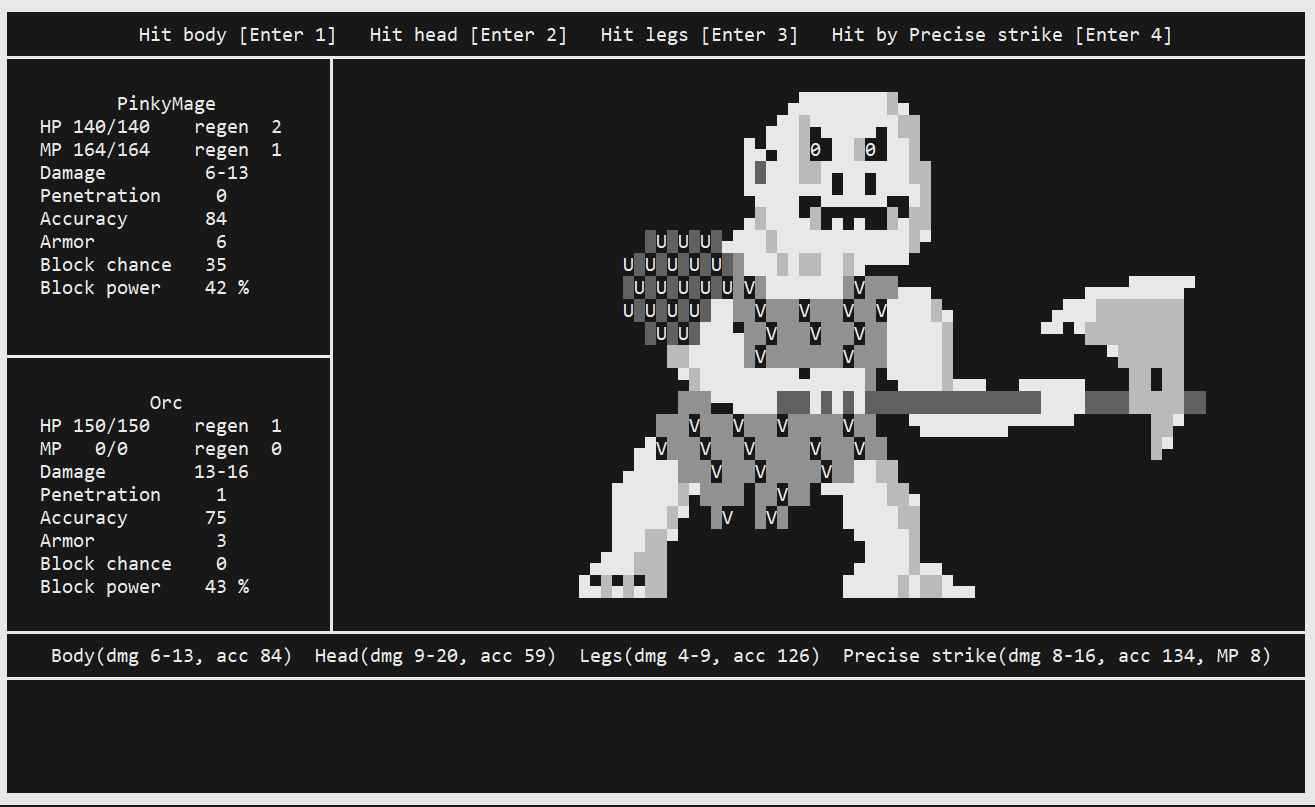 Hit body [Enter 1] Hit head [Enter 2] Hit legs [Enter 3] Hit by Precise strike [Enter 4]
PinkyMage
HP 140/140 regen 2
MP 164/164 regen 1
Damage 6-13
Penetration 0
Accuracy 84
Armor 6
Block chance 35
Block power 42 %
Orc
HP 150/150 regen 1
MP 0/0 regen 0
Damage 13-16
Penetration 1
Accuracy 75
Armor 3
Block chance 0
Block power 43 %
0 0
U U U
U U U U U
U U U U U V V
U U U U V V V V
U U V V V
V V
V V V V
V V V V V
V V V
V
V V
Body(dmg 6-13, acc 84) Head(dmg 9-20, acc 59) Legs(dmg 4-9, acc 126) Precise strike(dmg 8-16, acc 134, MP 8)